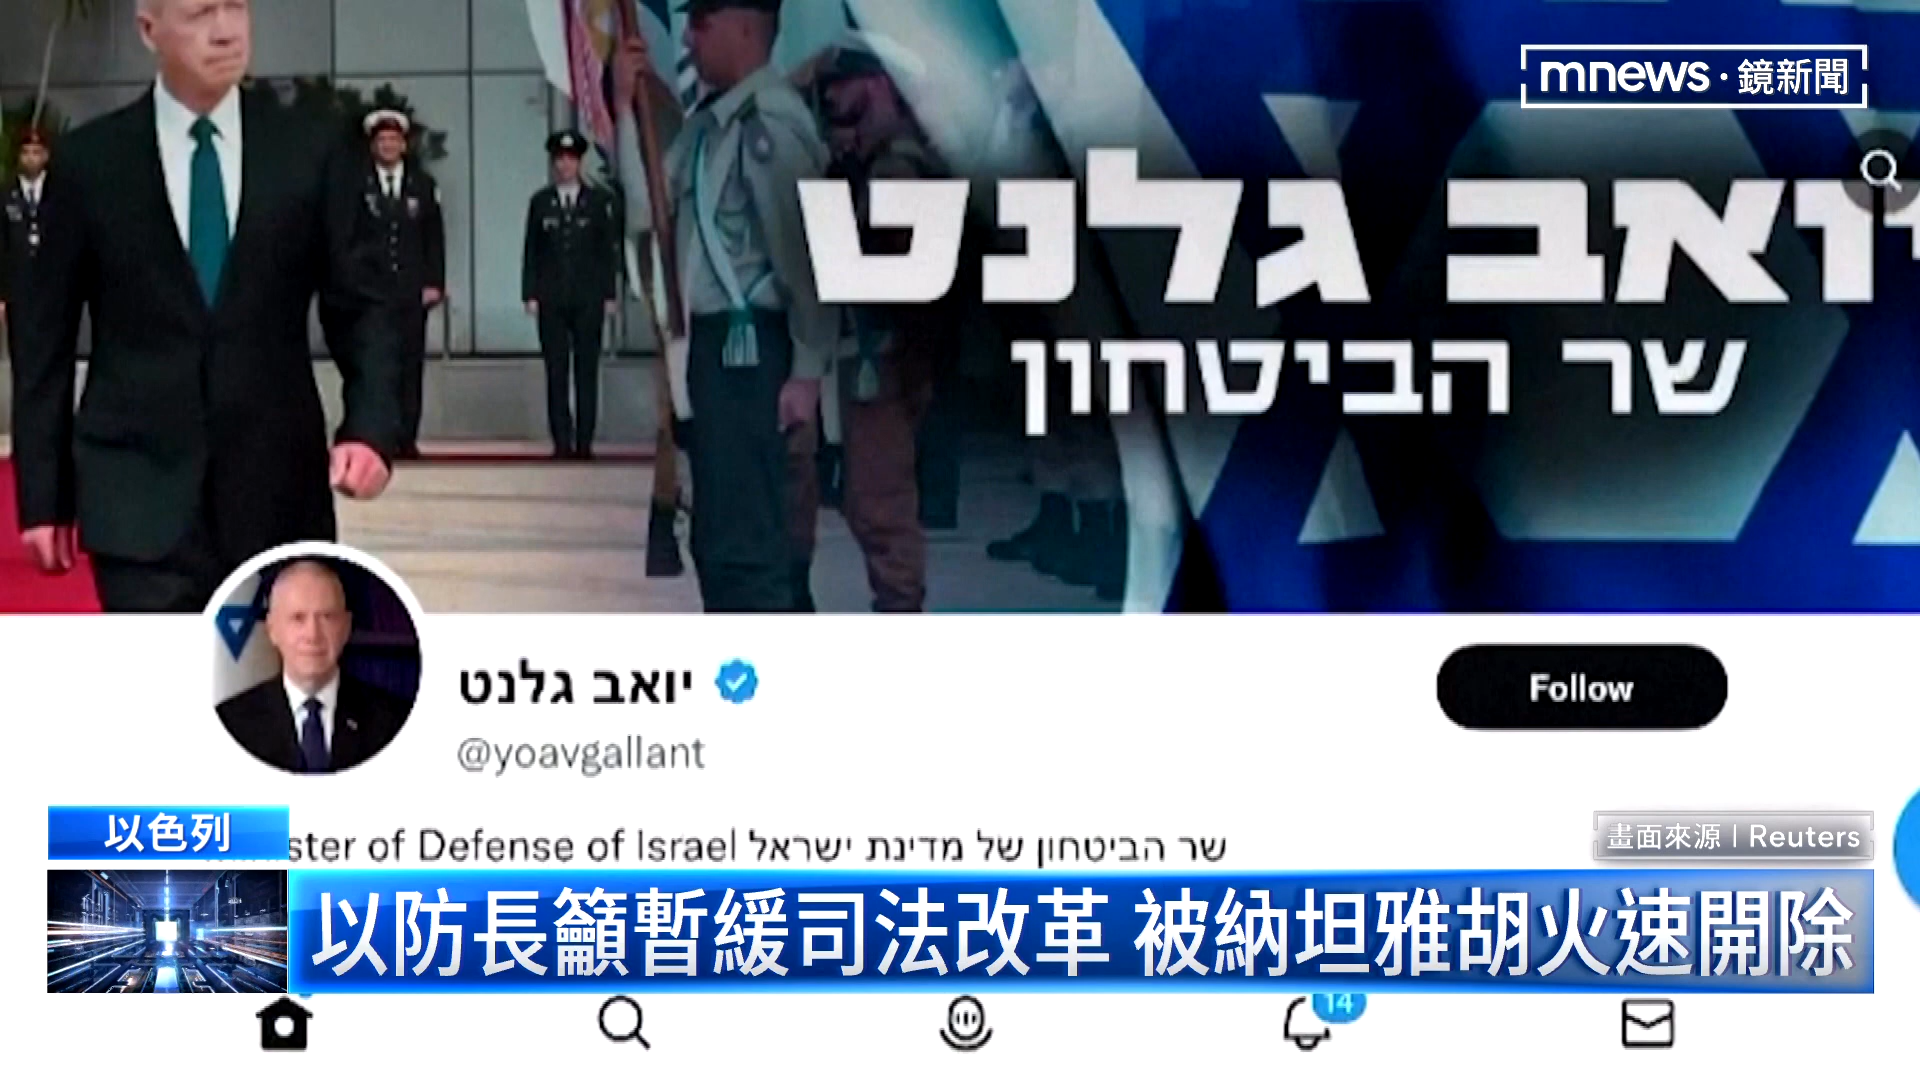 mnews·鏡新聞
יואב גלנט
שר הביטחון
יואב גלנט
@yoavgallant
Follow
以色列
ster of Defense of Israel שר הביטחון של מדינת ישראל
畫面來源 | Reuters
以防長籲暫緩司法改革 被納坦雅胡火速開除
14